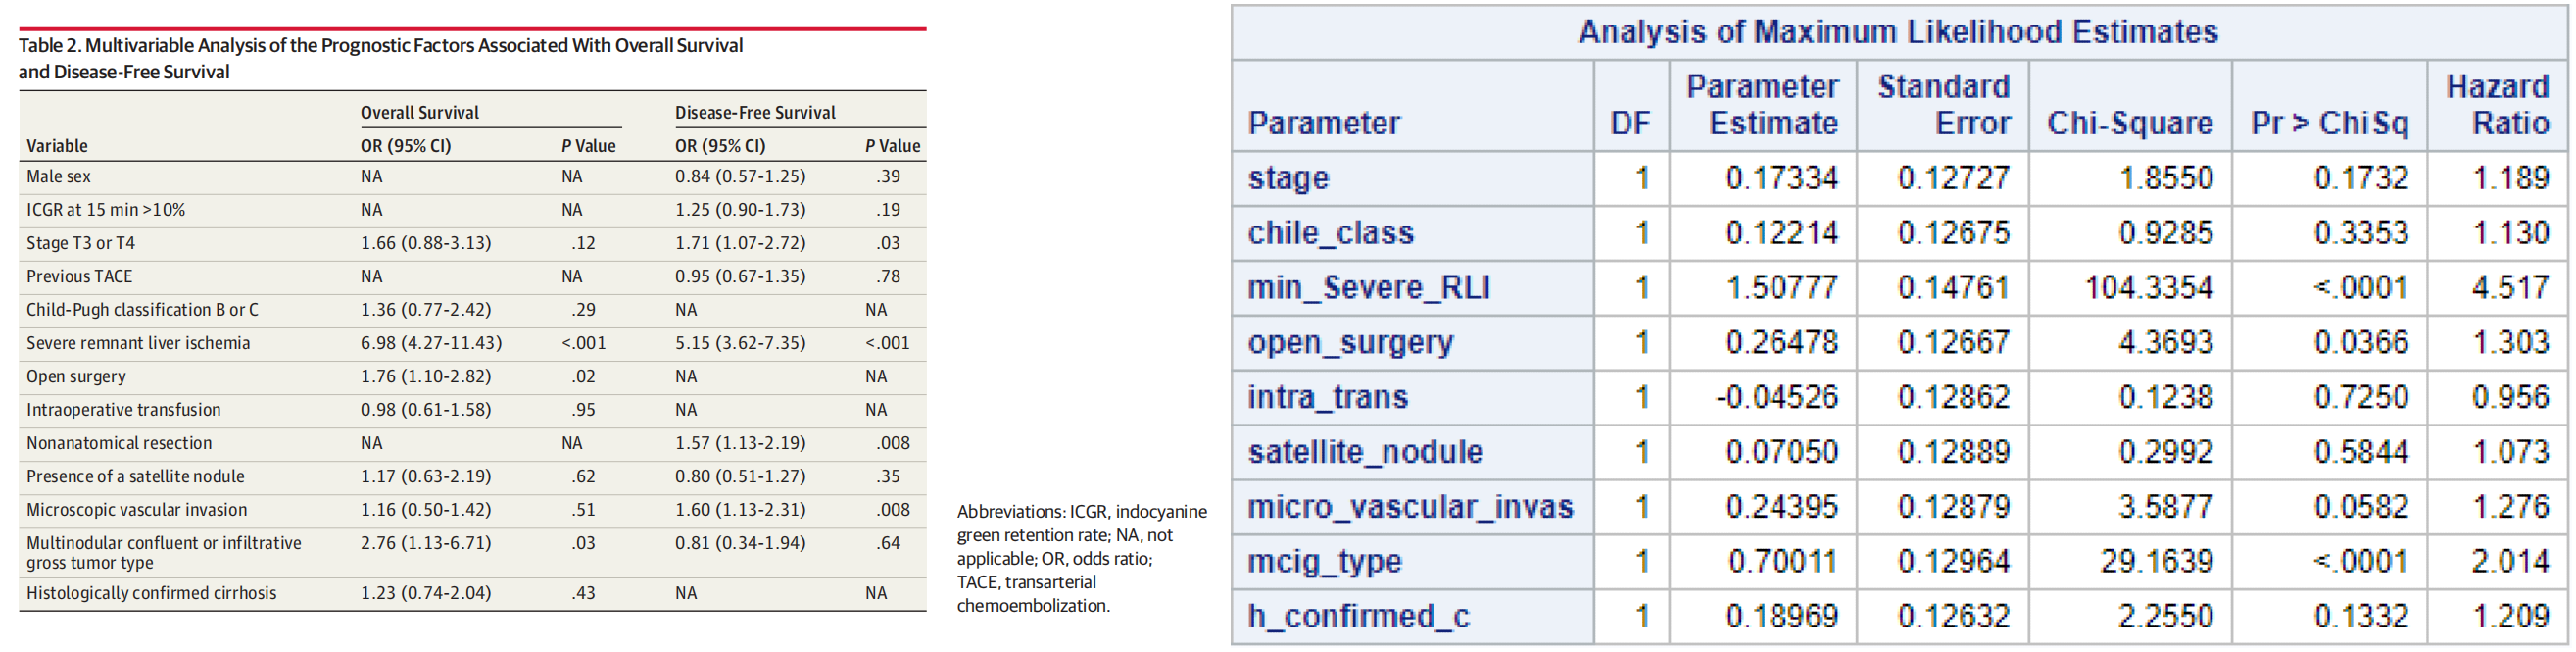 Table 2. Multivariable Analysis of the Prognostic Factors Associated With Overall Survival
and Disease-Free Survival
Overall Survival Disease-Free Survival
Variable OR (95% CI) P Value OR (95% CI) P Value
Male sex NA NA 0.84 (0.57-1.25) .39
ICGR at 15 min >10% NA NA 1.25 (0.90-1.73) .19
Stage T3 or T4 1.66 (0.88-3.13) .12 1.71 (1.07-2.72) .03
Previous TACE NA NA 0.95 (0.67-1.35) .78
Child-Pugh classification B or C 1.36 (0.77-2.42) .29 NA NA
Severe remnant liver ischemia 6.98 (4.27-11.43) <.001 5.15 (3.62-7.35) <.001
Open surgery 1.76 (1.10-2.82) .02 NA NA
Intraoperative transfusion 0.98 (0.61-1.58) .95 NA NA
Nonanatomical resection NA NA 1.57 (1.13-2.19) .008
Presence of a satellite nodule 1.17 (0.63-2.19) .62 0.80 (0.51-1.27) .35
Microscopic vascular invasion 1.16 (0.50-1.42) .51 1.60 (1.13-2.31) .008
Multinodular confluent or infiltrative 2.76 (1.13-6.71) .03 0.81 (0.34-1.94) .64
gross tumor type
Histologically confirmed cirrhosis 1.23 (0.74-2.04) .43 NA NA
Abbreviations: ICGR, indocyanine
green retention rate; NA, not
applicable; OR, odds ratio;
TACE, transarterial
chemoembolization.
Analysis of Maximum Likelihood Estimates
Parameter Standard Hazard
Parameter DF Estimate Error Chi-Square Pr > ChiSq Ratio
stage 1 0.17334 0.12727 1.8550 0.1732 1.189
chile_class 1 0.12214 0.12675 0.9285 0.3353 1.130
min_Severe_RLI 1 1.50777 0.14761 104.3354 <.0001 4.517
open_surgery 1 0.26478 0.12667 4.3693 0.0366 1.303
intra_trans 1 -0.04526 0.12862 0.1238 0.7250 0.956
satellite_nodule 1 0.07050 0.12889 0.2992 0.5844 1.073
micro_vascular_invas 1 0.24395 0.12879 3.5877 0.0582 1.276
mcig_type 1 0.70011 0.12964 29.1639 <.0001 2.014
h_confirmed_c 1 0.18969 0.12632 2.2550 0.1332 1.209